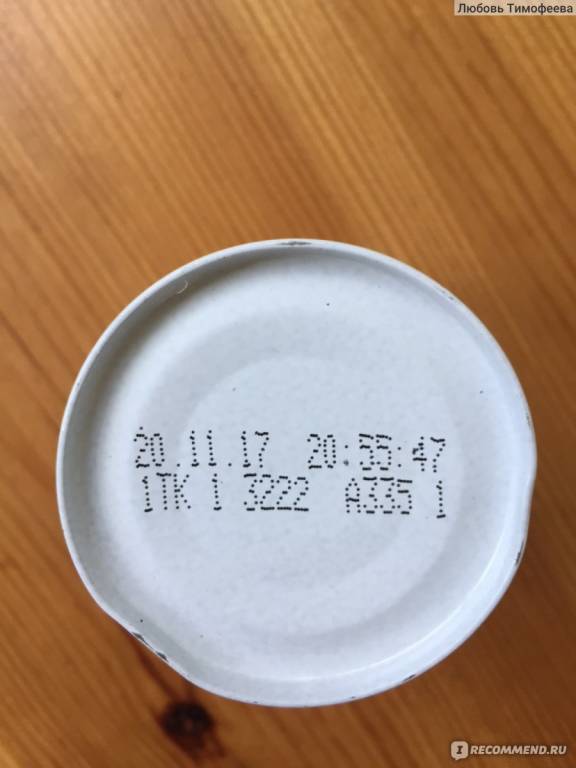 Любовь Тимофеева
20.11.17 20:55:47
1ТК 1 3222 А335 1
IRECOMMEND.RU